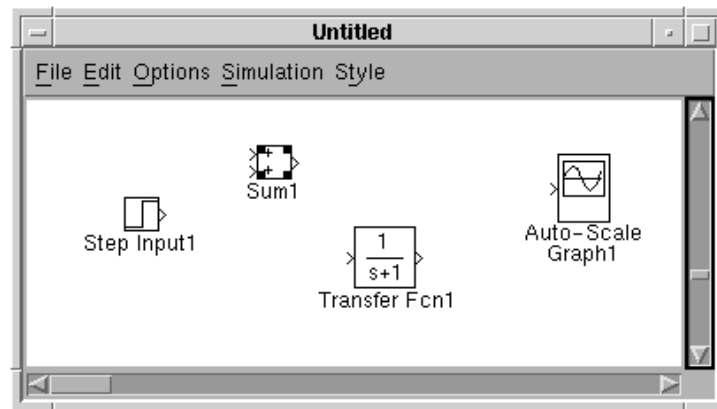 Untitled
File Edit Options Simulation Style
+
+
Sum1
Step Input1
1
s+1
Transfer Fcn1
Auto-Scale
Graph1